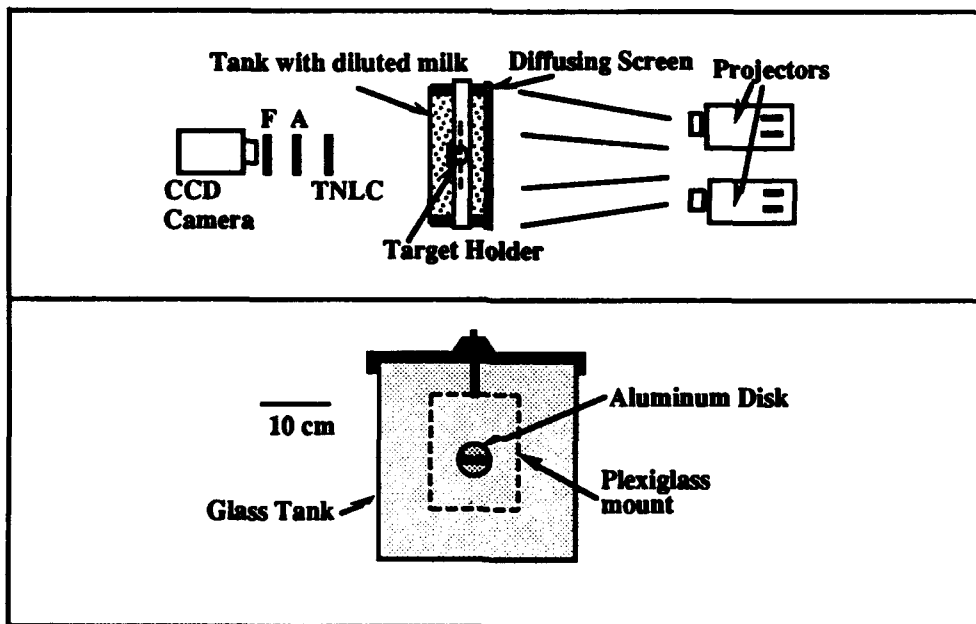 Tank with diluted milk
Diffusing Screen
Projectors
F
A
CCD
Camera
TNLC
Target Holder
Aluminum Disk
10 cm
Plexiglass
mount
Glass Tank